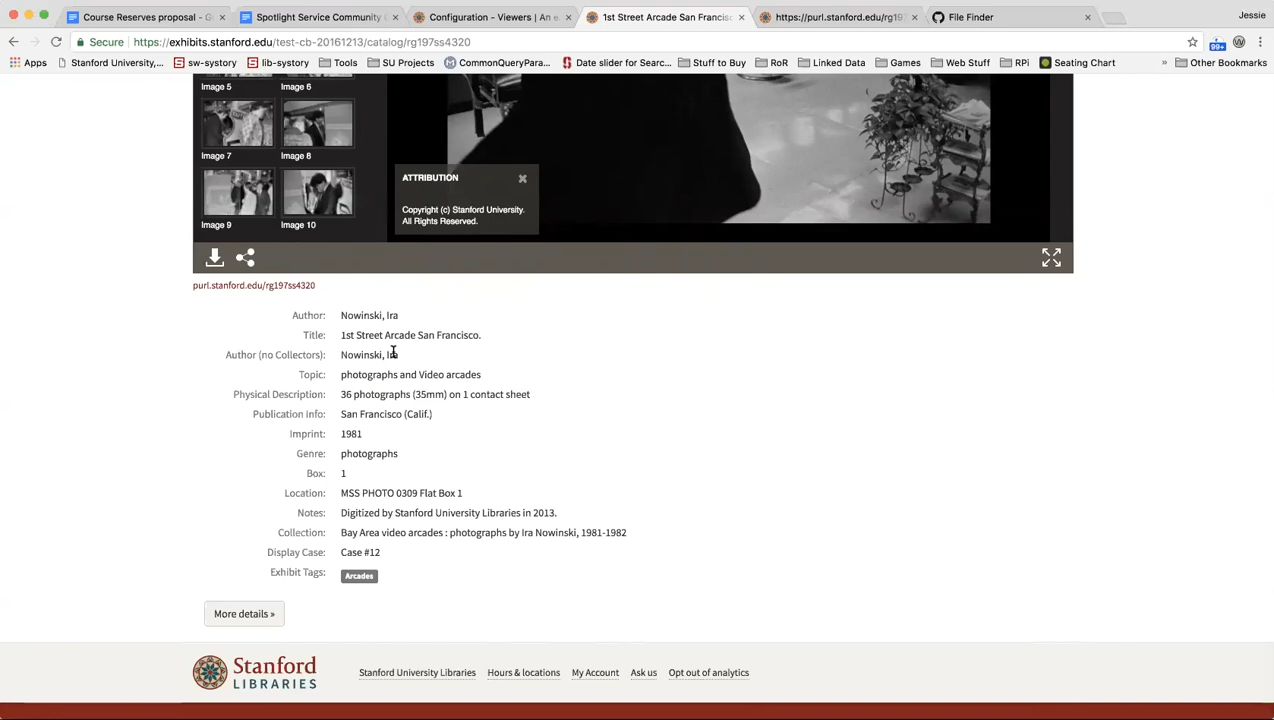 Course Reserves proposal - G
Spotlight Service Community
Configuration - Viewers | An e
1st Street Arcade San Francisc
https://purl.stanford.edu/rg197
File Finder
Jessie
Secure https://exhibits.stanford.edu/test-cb-20161213/catalog/rg197ss4320
99+
Apps Stanford University,... sw-systory lib-systory Tools SU Projects CommonQueryPara... Date slider for Searc... Stuff to Buy RoR Linked Data Games Web Stuff RPi Seating Chart » Other Bookmarks
Image 5 Image 6
Image 7 Image 8
Image 9 Image 10
ATTRIBUTION
Copyright (c) Stanford University.
All Rights Reserved.
purl.stanford.edu/rg197ss4320
Author: Nowinski, Ira
Title: 1st Street Arcade San Francisco.
Author (no Collectors): Nowinski, Ira
Topic: photographs and Video arcades
Physical Description: 36 photographs (35mm) on 1 contact sheet
Publication Info: San Francisco (Calif.)
Imprint: 1981
Genre: photographs
Box: 1
Location: MSS PHOTO 0309 Flat Box 1
Notes: Digitized by Stanford University Libraries in 2013.
Collection: Bay Area video arcades : photographs by Ira Nowinski, 1981-1982
Display Case: Case #12
Exhibit Tags: Arcades
More details »
Stanford
LIBRARIES
Stanford University Libraries Hours & locations My Account Ask us Opt out of analytics